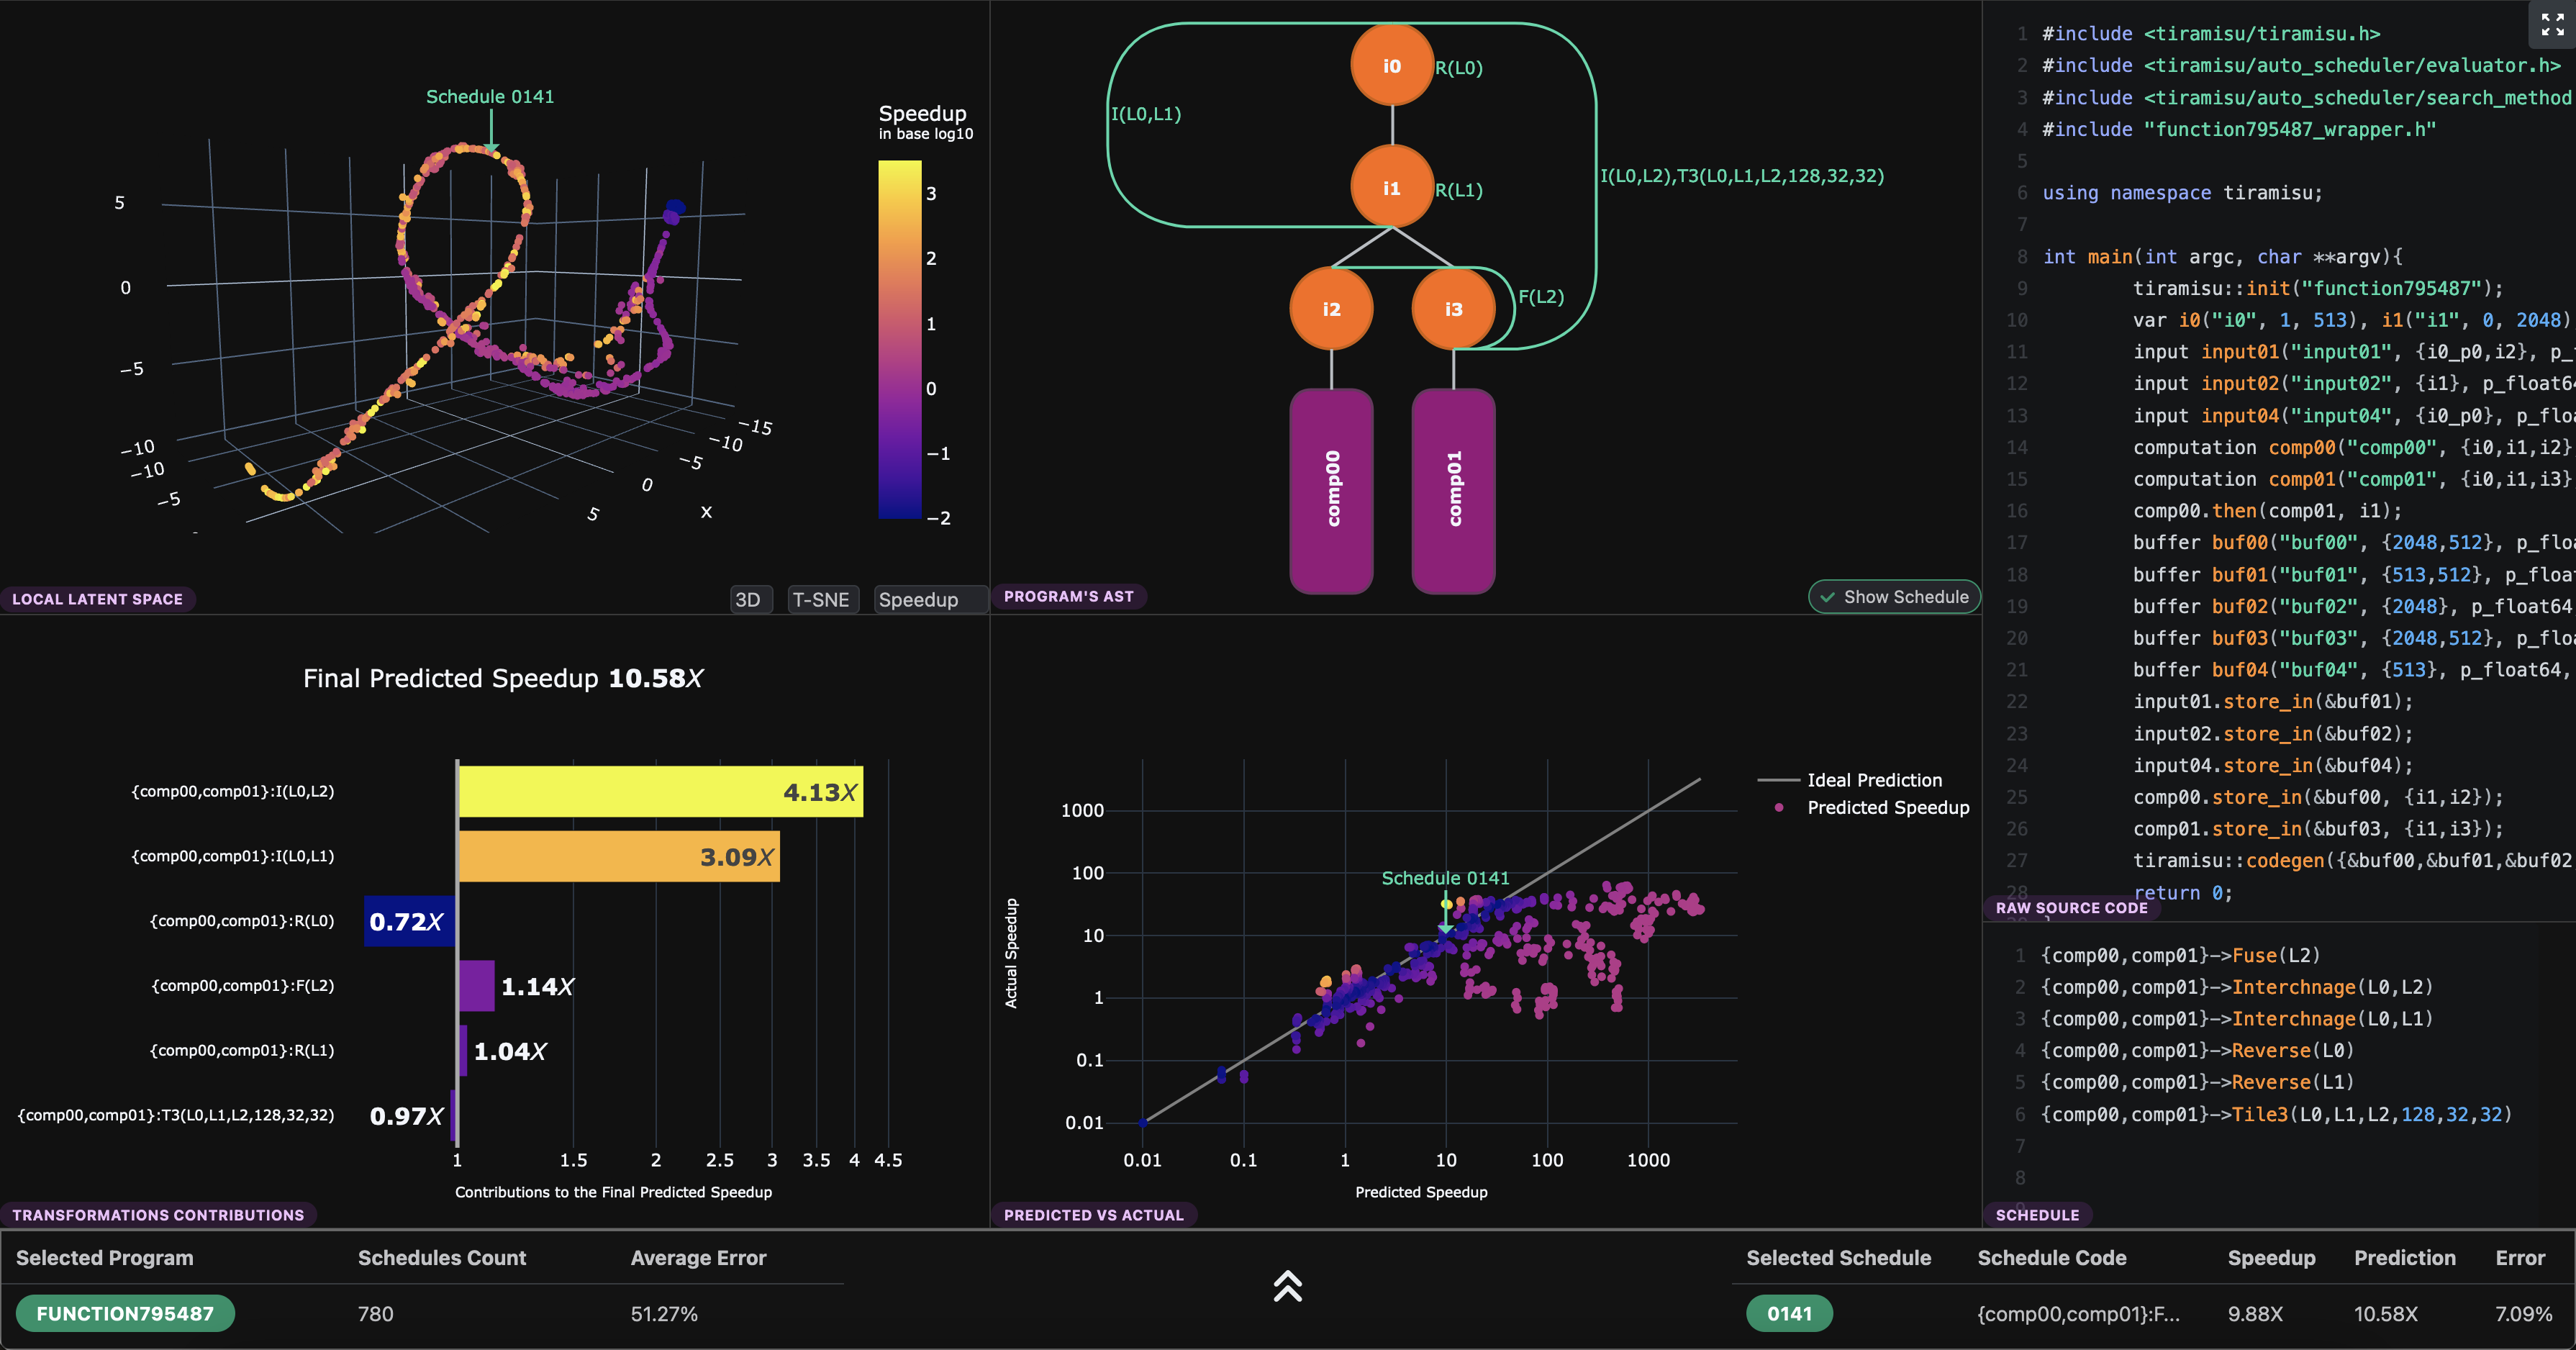 Schedule 0141
Speedup
in base log10
3
2
1
0
−1
−2
5
0
−5
−10
−10
−5
5
0
−5
−10
−15
x
LOCAL LATENT SPACE
3D
T-SNE
Speedup
i0
R(L0)
I(L0,L1)
i1
R(L1)
I(L0,L2),T3(L0,L1,L2,128,32,32)
i2
i3
F(L2)
comp00
comp01
PROGRAM'S AST
Show Schedule
1 #include <tiramisu/tiramisu.h>
2 #include <tiramisu/auto_scheduler/evaluator.h>
3 #include <tiramisu/auto_scheduler/search_method
4 #include "function795487_wrapper.h"
5
6 using namespace tiramisu;
7
8 int main(int argc, char **argv){
9 tiramisu::init("function795487");
10 var i0("i0", 1, 513), i1("i1", 0, 2048)
11 input input01("input01", {i0_p0,i2}, p_
12 input input02("input02", {i1}, p_float64
13 input input04("input04", {i0_p0}, p_floa
14 computation comp00("comp00", {i0,i1,i2}
15 computation comp01("comp01", {i0,i1,i3}
16 comp00.then(comp01, i1);
17 buffer buf00("buf00", {2048,512}, p_floa
18 buffer buf01("buf01", {513,512}, p_float
19 buffer buf02("buf02", {2048}, p_float64
20 buffer buf03("buf03", {2048,512}, p_floa
21 buffer buf04("buf04", {513}, p_float64,
22 input01.store_in(&buf01);
23 input02.store_in(&buf02);
24 input04.store_in(&buf04);
25 comp00.store_in(&buf00, {i1,i2});
26 comp01.store_in(&buf03, {i1,i3});
27 tiramisu::codegen({&buf00,&buf01,&buf02
28 return 0;
RAW SOURCE CODE
Final Predicted Speedup 10.58X
{comp00,comp01}:I(L0,L2)
4.13X
{comp00,comp01}:I(L0,L1)
3.09X
{comp00,comp01}:R(L0)
0.72X
{comp00,comp01}:F(L2)
1.14X
{comp00,comp01}:R(L1)
1.04X
{comp00,comp01}:T3(L0,L1,L2,128,32,32)
0.97X
1 1.5 2 2.5 3 3.5 4 4.5
Contributions to the Final Predicted Speedup
TRANSFORMATIONS CONTRIBUTIONS
Ideal Prediction
Predicted Speedup
Schedule 0141
Actual Speedup
1000
100
10
1
0.1
0.01
0.01 0.1 1 10 100 1000
Predicted Speedup
PREDICTED VS ACTUAL
1 {comp00,comp01}->Fuse(L2)
2 {comp00,comp01}->Interchnage(L0,L2)
3 {comp00,comp01}->Interchnage(L0,L1)
4 {comp00,comp01}->Reverse(L0)
5 {comp00,comp01}->Reverse(L1)
6 {comp00,comp01}->Tile3(L0,L1,L2,128,32,32)
7
8
SCHEDULE
Selected Program Schedules Count Average Error
FUNCTION795487 780 51.27%
Selected Schedule Schedule Code Speedup Prediction Error
0141 {comp00,comp01}:F... 9.88X 10.58X 7.09%